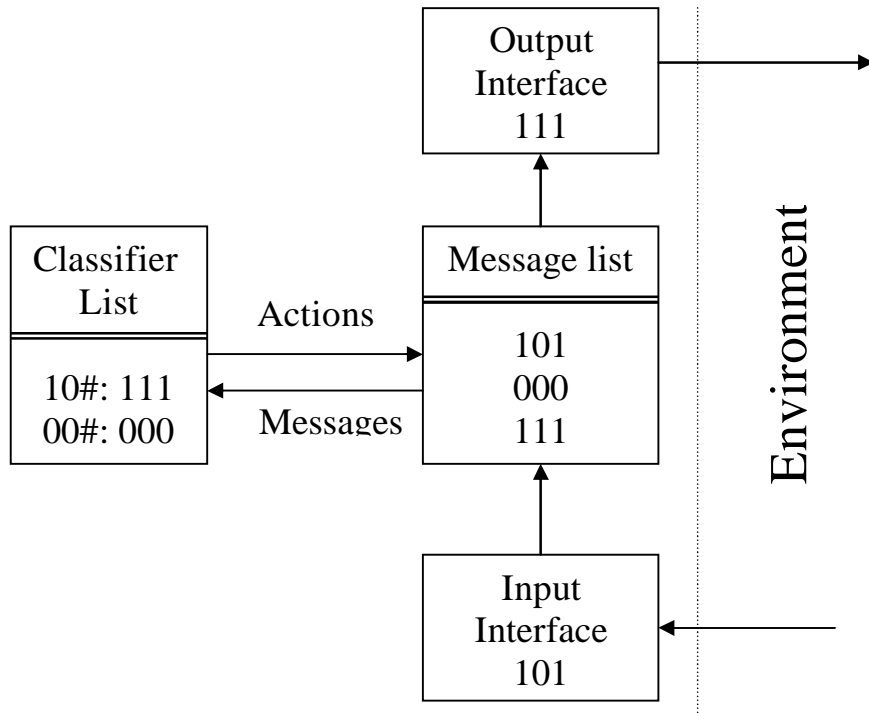 Output
Interface
111
Classifier
List
10#: 111
00#: 000
Actions
Messages
Message list
101
000
111
Input
Interface
101
Environment